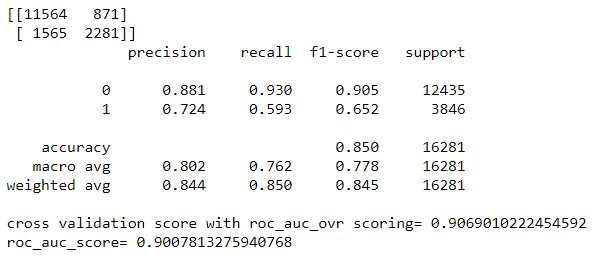 [[11564   871]
 [ 1565  2281]]
              precision    recall  f1-score   support

           0      0.881     0.930     0.905     12435
           1      0.724     0.593     0.652      3846

    accuracy                          0.850     16281
   macro avg      0.802     0.762     0.778     16281
weighted avg      0.844     0.850     0.845     16281

cross validation score with roc_auc_ovr scoring= 0.9069010222454592
roc_auc_score= 0.9007813275940768